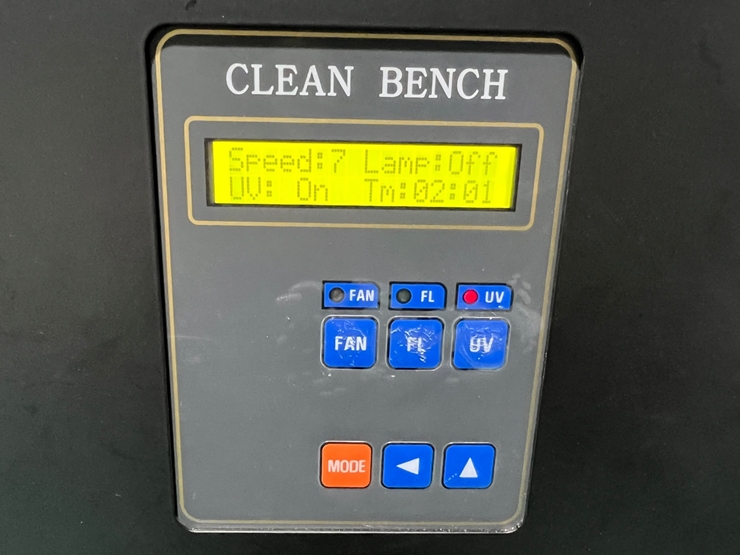 CLEAN BENCH
Speed:7 Lamp:Off
UV: On Tm:02:01
FAN FL UV
FAN FL UV
MODE